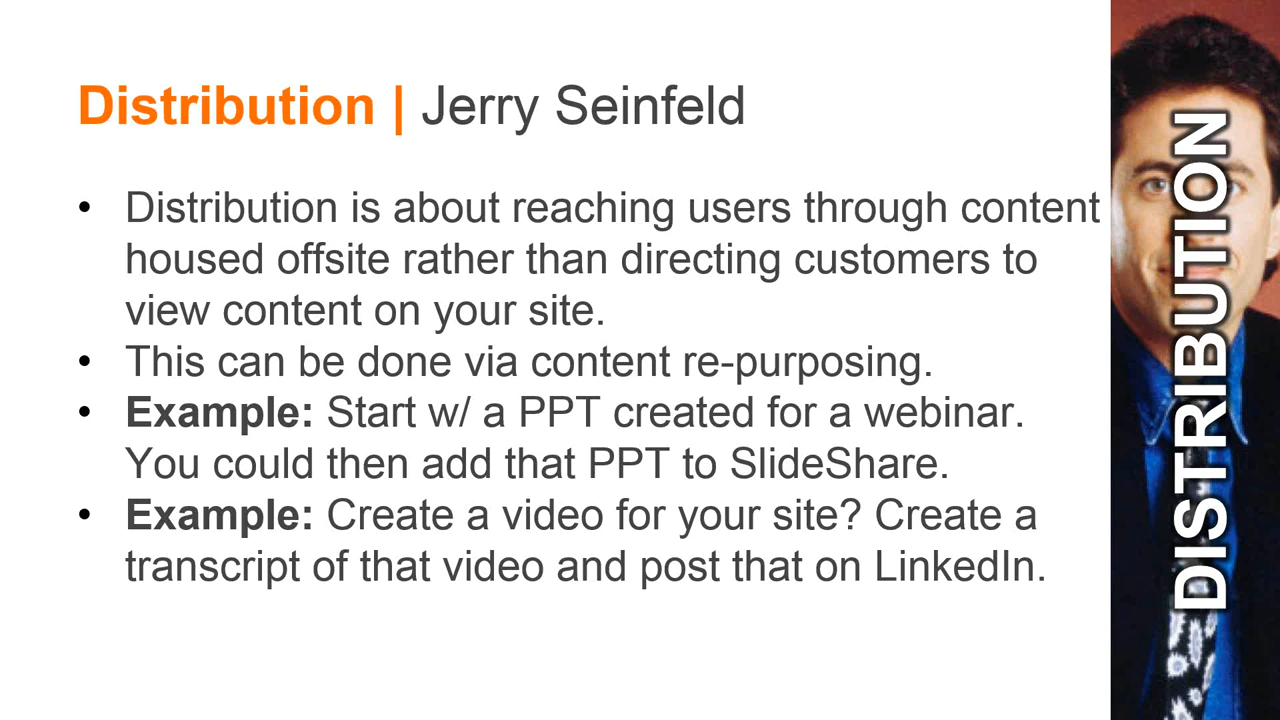 Distribution | Jerry Seinfeld
• Distribution is about reaching users through content
housed offsite rather than directing customers to
view content on your site.
• This can be done via content re-purposing.
• Example: Start w/ a PPT created for a webinar.
You could then add that PPT to SlideShare.
• Example: Create a video for your site? Create a
transcript of that video and post that on LinkedIn.
DISTRIBUTION